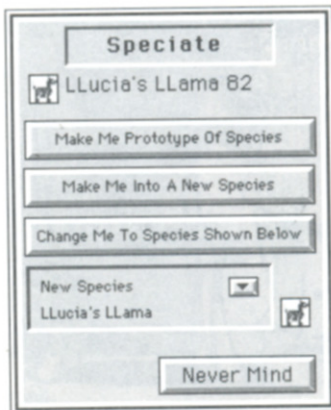 Speciate
LLucia's LLama 82
Make Me Prototype Of Species
Make Me Into A New Species
Change Me To Species Shown Below
New Species
LLucia's LLama
Never Mind